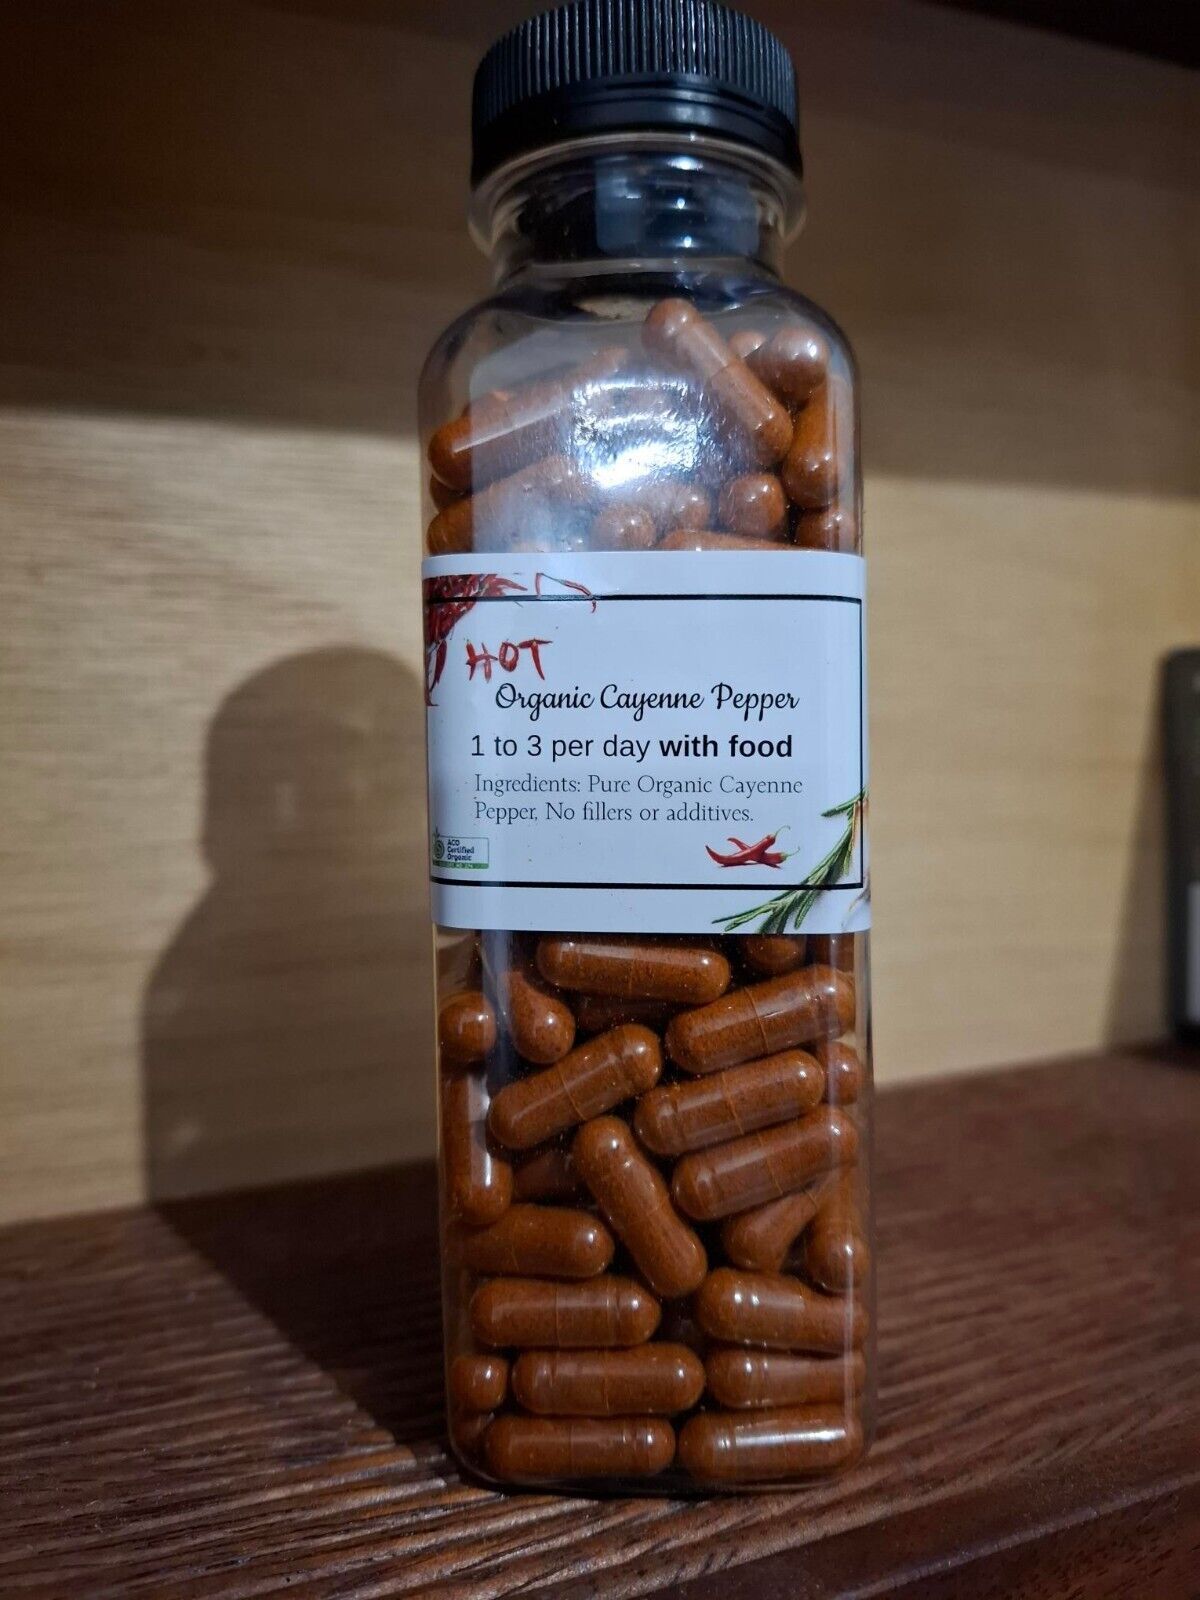 HOT
Organic Cayenne Pepper
1 to 3 per day with food
Ingredients: Pure Organic Cayenne
Pepper, No fillers or additives.
ACO
Certified
Organic